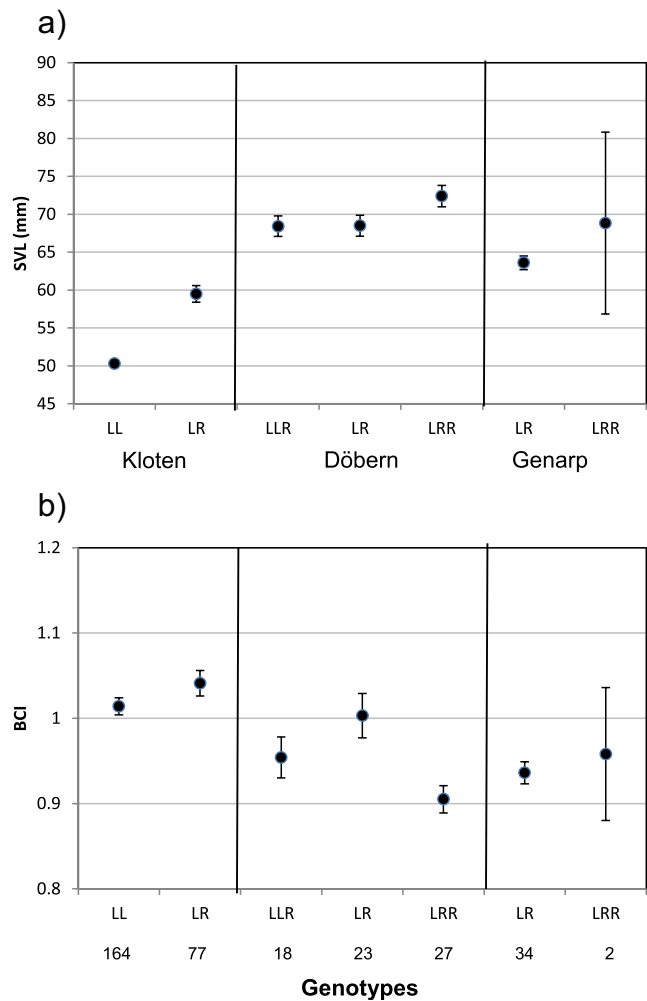 a)
90
85
80
75
70
65
60
55
50
45
SVL (mm)
LL LR LLR LR LRR LR LRR
Kloten Döbern Genarp
b)
1.2
1.1
1
0.9
0.8
BCI
LL LR LLR LR LRR LR LRR
164 77 18 23 27 34 2
Genotypes